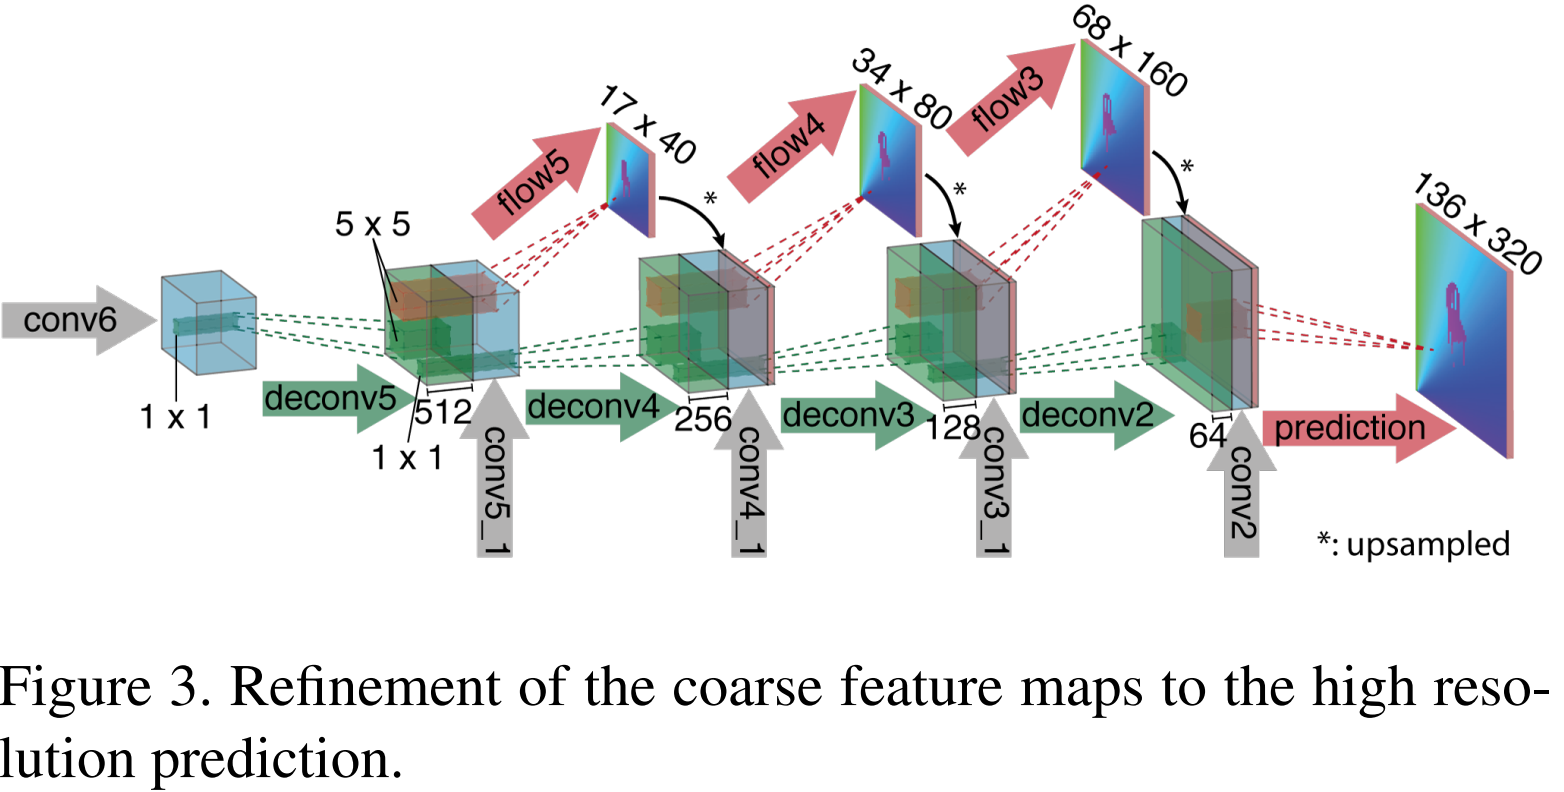 68 x 160
34 x 80
flow3
17 x 40
flow4
flow5
136 x 320
5 x 5
conv6
1 x 1
deconv5
512
deconv4
256
deconv3
128
deconv2
64
prediction
1 x 1
conv5_1
conv4_1
conv3_1
conv2
*
*
*
*: upsampled
Figure 3. Refinement of the coarse feature maps to the high reso-
lution prediction.